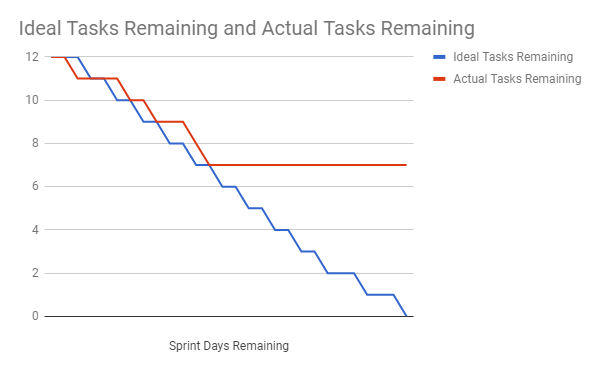 Ideal Tasks Remaining and Actual Tasks Remaining
12
10
8
6
4
2
0
Sprint Days Remaining
Ideal Tasks Remaining
Actual Tasks Remaining